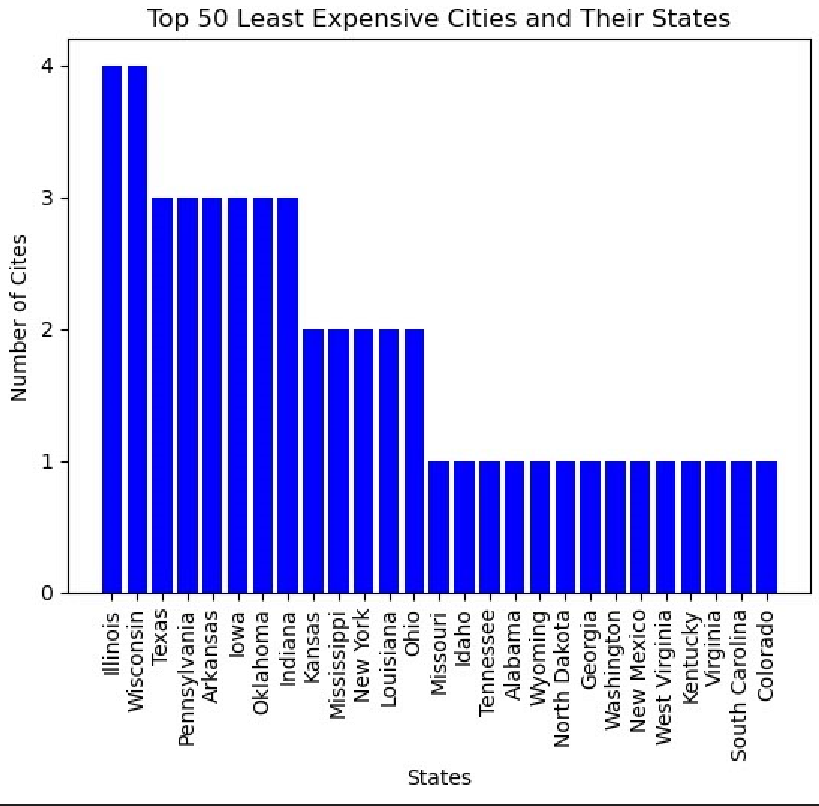 Top 50 Least Expensive Cities and Their States
Number of Cites
4
3
2
1
0
Illinois
Wisconsin
Texas
Pennsylvania
Arkansas
Iowa
Oklahoma
Indiana
Kansas
Mississippi
New York
Louisiana
Ohio
Missouri
Idaho
Tennessee
Alabama
Wyoming
North Dakota
Georgia
Washington
New Mexico
West Virginia
Kentucky
Virginia
South Carolina
Colorado
States